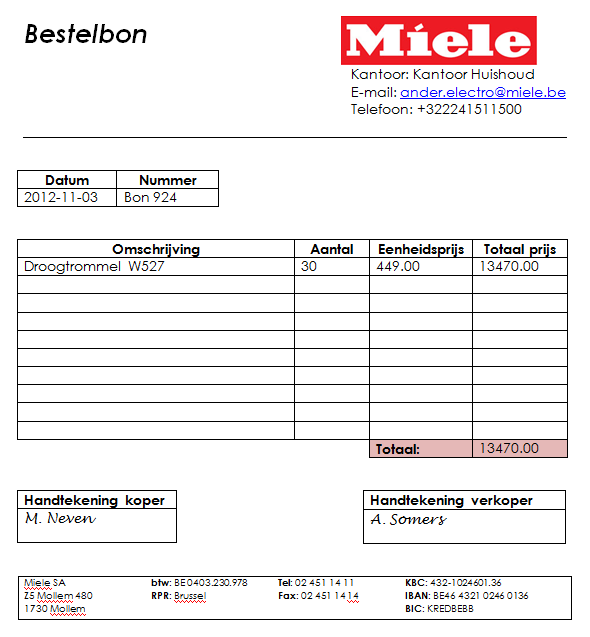 Bestelbon
Miele
Kantoor: Kantoor Huishoud
E-mail: ander.electro@miele.be
Telefoon: +322241511500
Datum Nummer
2012-11-03 Bon 924
Omschrijving Aantal Eenheidsprijs Totaal prijs
Droogtrommel W527 30 449.00 13470.00
Totaal: 13470.00
Handtekening koper Handtekening verkoper
M. Neven A. Somers
Miele SA btw: BE 0403.230.978 Tel: 02 451 14 11 KBC: 432-1024601.36
Z5 Mollem 480 RPR: Brussel Fax: 02 451 1414 IBAN: BE46 4321 0246 0136
1730 Mollem BIC: KREDBEBB